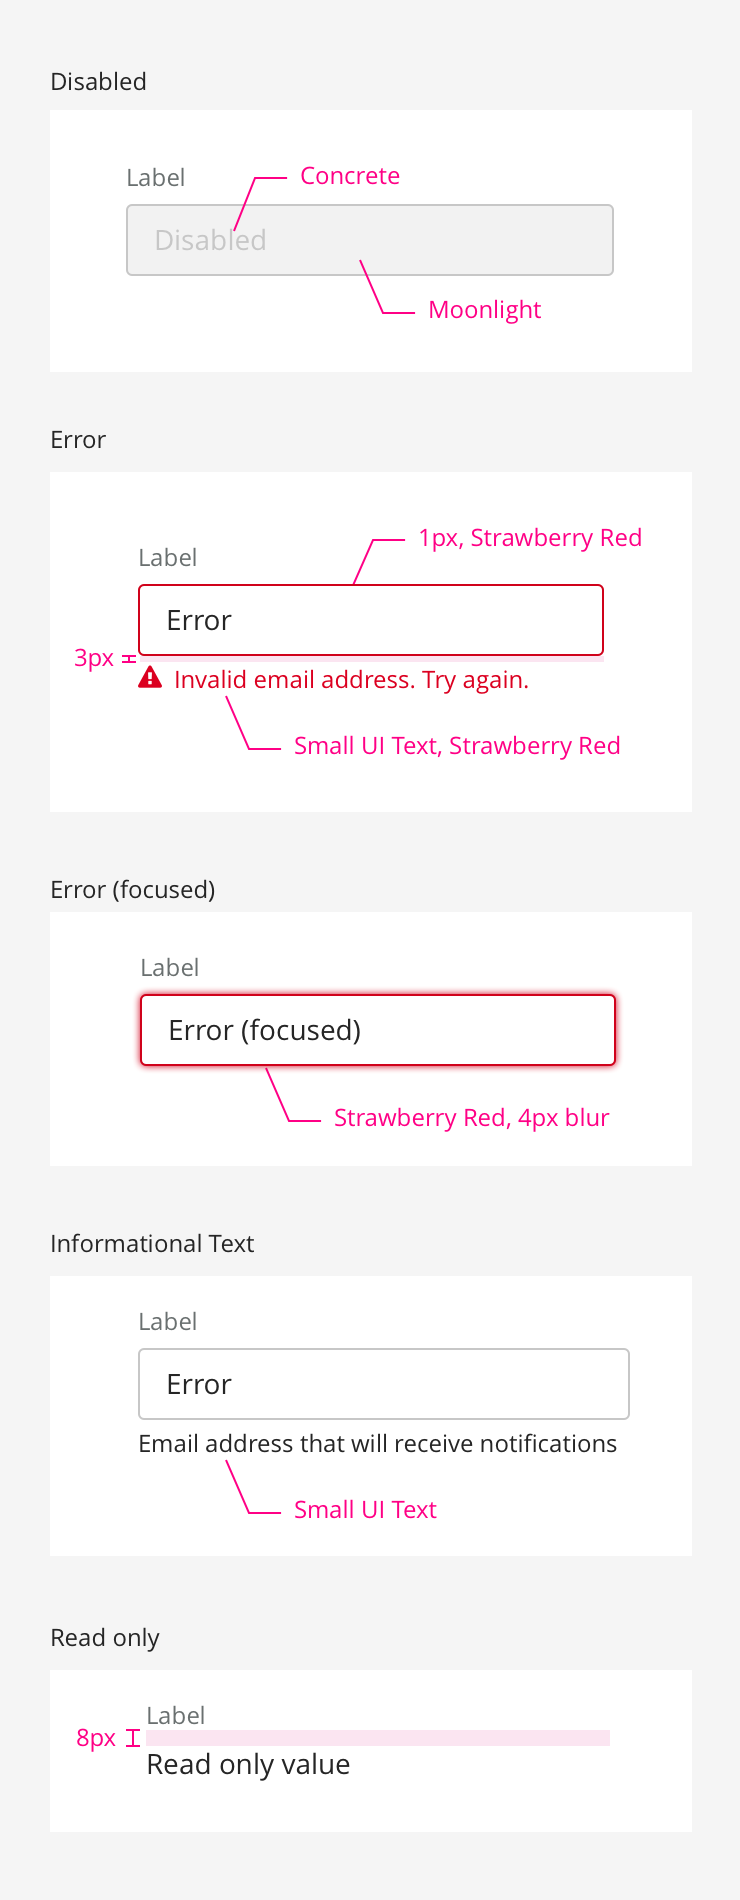 Disabled
Label
Concrete
Disabled
Moonlight
Error
1px, Strawberry Red
Label
Error
3px
Invalid email address. Try again.
Small UI Text, Strawberry Red
Error (focused)
Label
Error (focused)
Strawberry Red, 4px blur
Informational Text
Label
Error
Email address that will receive notifications
Small UI Text
Read only
Label
8px
Read only value